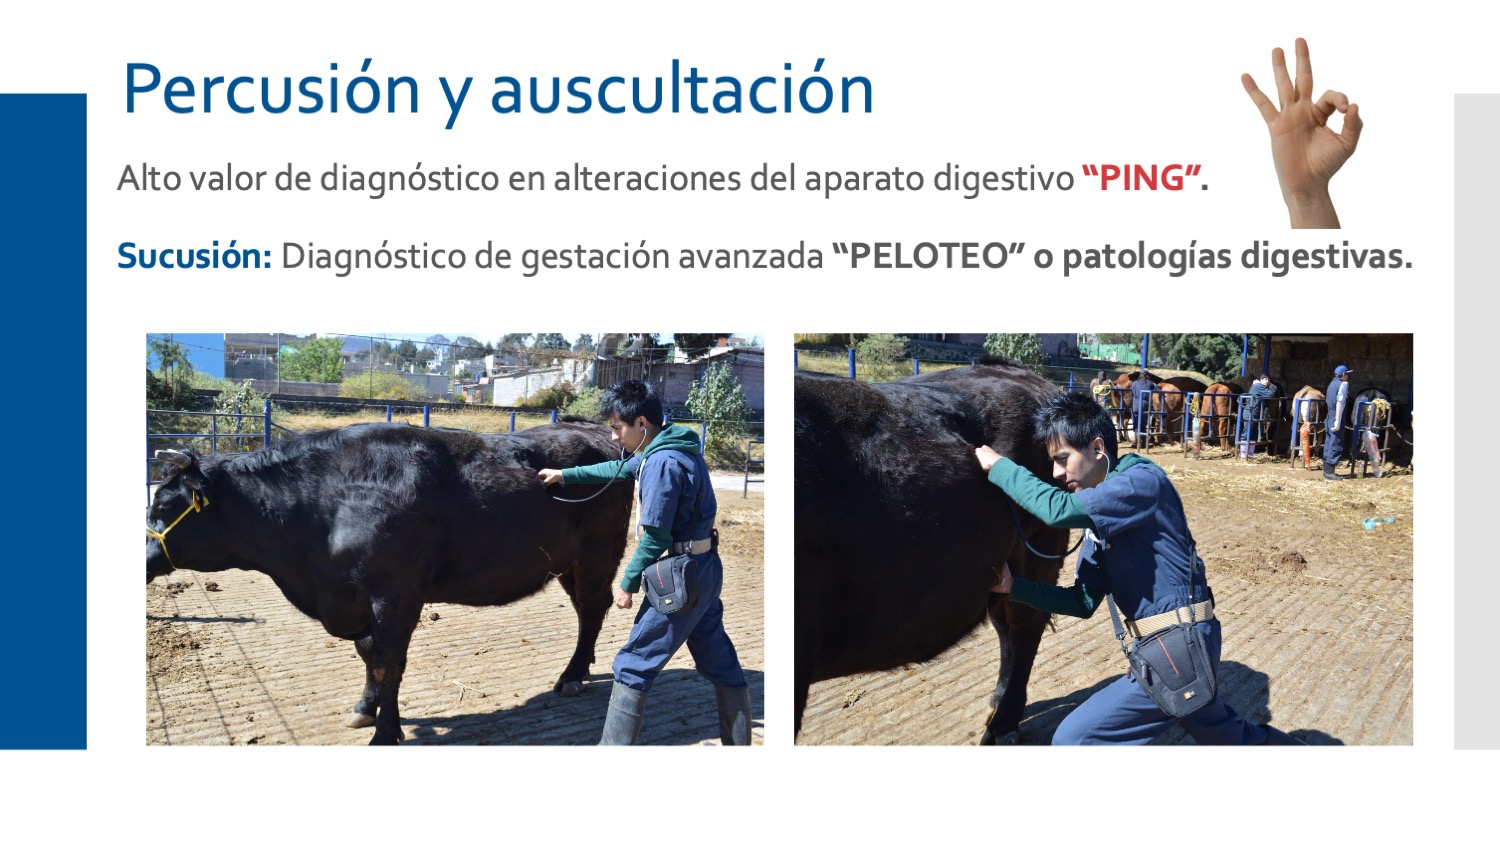 Percusión y auscultación
Alto valor de diagnóstico en alteraciones del aparato digestivo “PING”.
Sucusión: Diagnóstico de gestación avanzada “PELOTEO” o patologías digestivas.